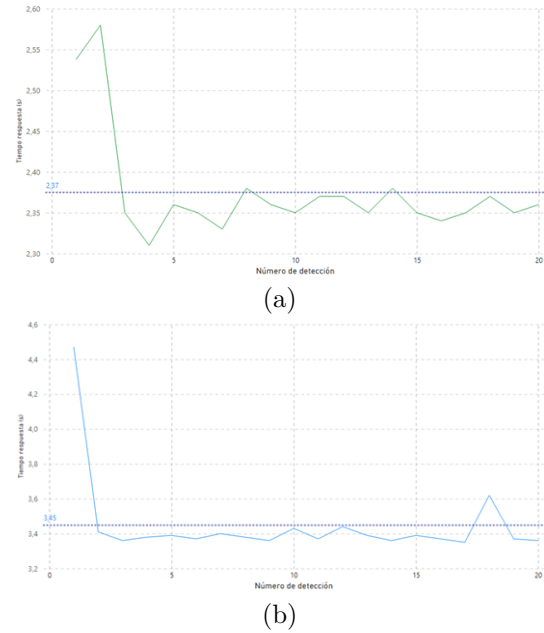 2,60
2,55
2,50
2,45
2,40
2,37
2,35
2,30
Tiempo respuesta (s)
0 5 10 15 20
Número de detección
(a)
4,6
4,4
4,2
4,0
3,8
3,6
3,45
3,4
3,2
Tiempo respuesta (s)
0 5 10 15 20
Número de detección
(b)